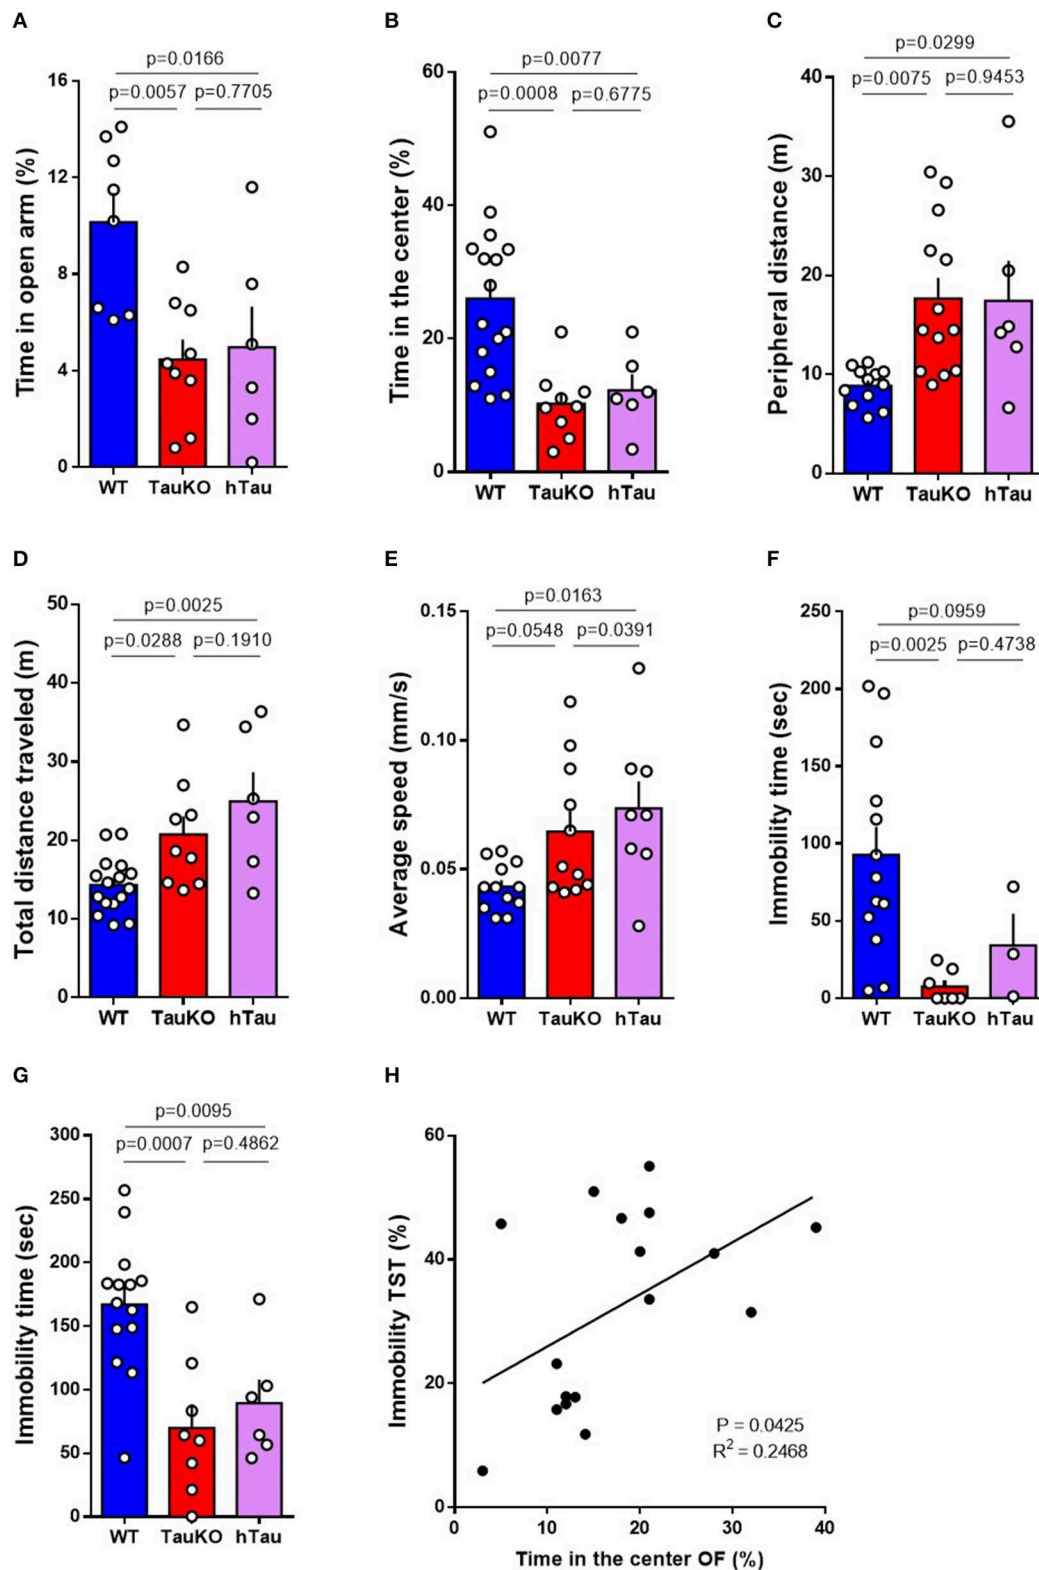 A
p=0.0166
p=0.0057 p=0.7705
Time in open arm (%)
16
12
8
4
0
WT TauKO hTau
B
p=0.0077
p=0.0008 p=0.6775
Time in the center (%)
60
40
20
0
WT TauKO hTau
C
p=0.0299
p=0.0075 p=0.9453
Peripheral distance (m)
40
30
20
10
0
WT TauKO hTau
D
p=0.0025
p=0.0288 p=0.1910
Total distance traveled (m)
50
40
30
20
10
0
WT TauKO hTau
E
p=0.0163
p=0.0548 p=0.0391
Average speed (mm/s)
0.15
0.10
0.05
0.00
WT TauKO hTau
F
p=0.0959
p=0.0025 p=0.4738
Immobility time (sec)
250
200
150
100
50
0
WT TauKO hTau
G
p=0.0095
p=0.0007 p=0.4862
Immobility time (sec)
300
250
200
150
100
50
0
WT TauKO hTau
H
Immobility TST (%)
60
40
20
0
P = 0.0425
R² = 0.2468
0 10 20 30 40
Time in the center OF (%)